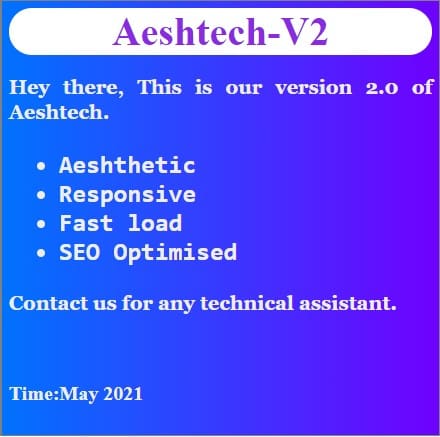 Aeshtech-V2
Hey there, This is our version 2.0 of
Aeshtech.
Aeshthetic
Responsive
Fast load
SEO Optimised
Contact us for any technical assistant.
Time:May 2021